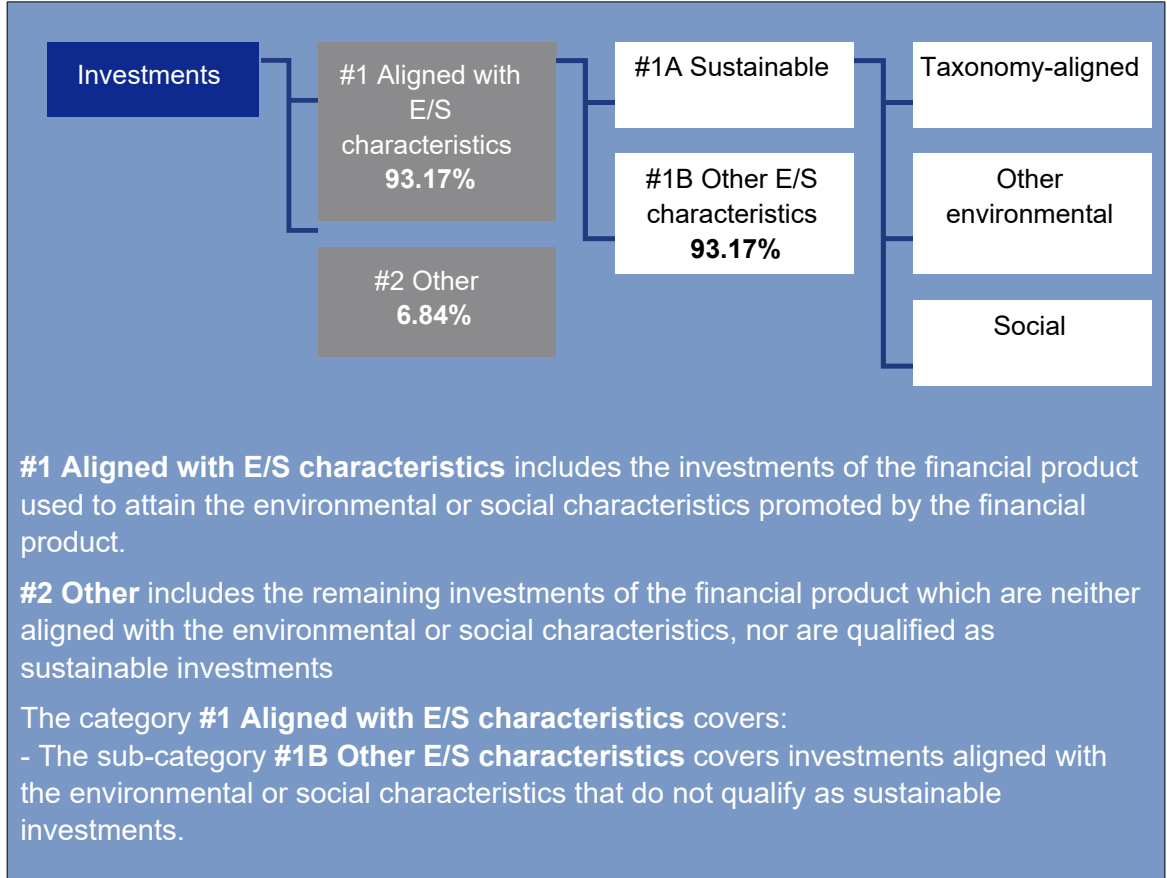 Investments
#1 Aligned with
E/S
characteristics
93.17%
#2 Other
6.84%
#1A Sustainable
#1B Other E/S
characteristics
93.17%
Taxonomy-aligned
Other
environmental
Social
#1 Aligned with E/S characteristics includes the investments of the financial product
used to attain the environmental or social characteristics promoted by the financial
product.
#2 Other includes the remaining investments of the financial product which are neither
aligned with the environmental or social characteristics, nor are qualified as
sustainable investments
The category #1 Aligned with E/S characteristics covers:
- The sub-category #1B Other E/S characteristics covers investments aligned with
the environmental or social characteristics that do not qualify as sustainable
investments.